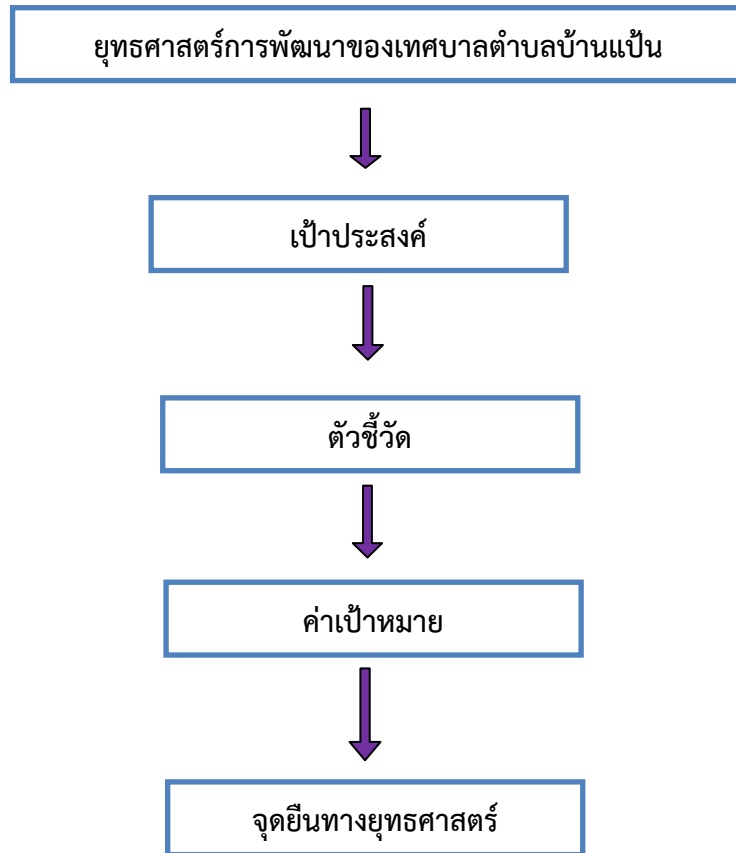 ยุทธศาสตร์การพัฒนาของเทศบาลตำบลบ้านแป้น
เป้าประสงค์
ตัวชี้วัด
ค่าเป้าหมาย
จุดยืนทางยุทธศาสตร์